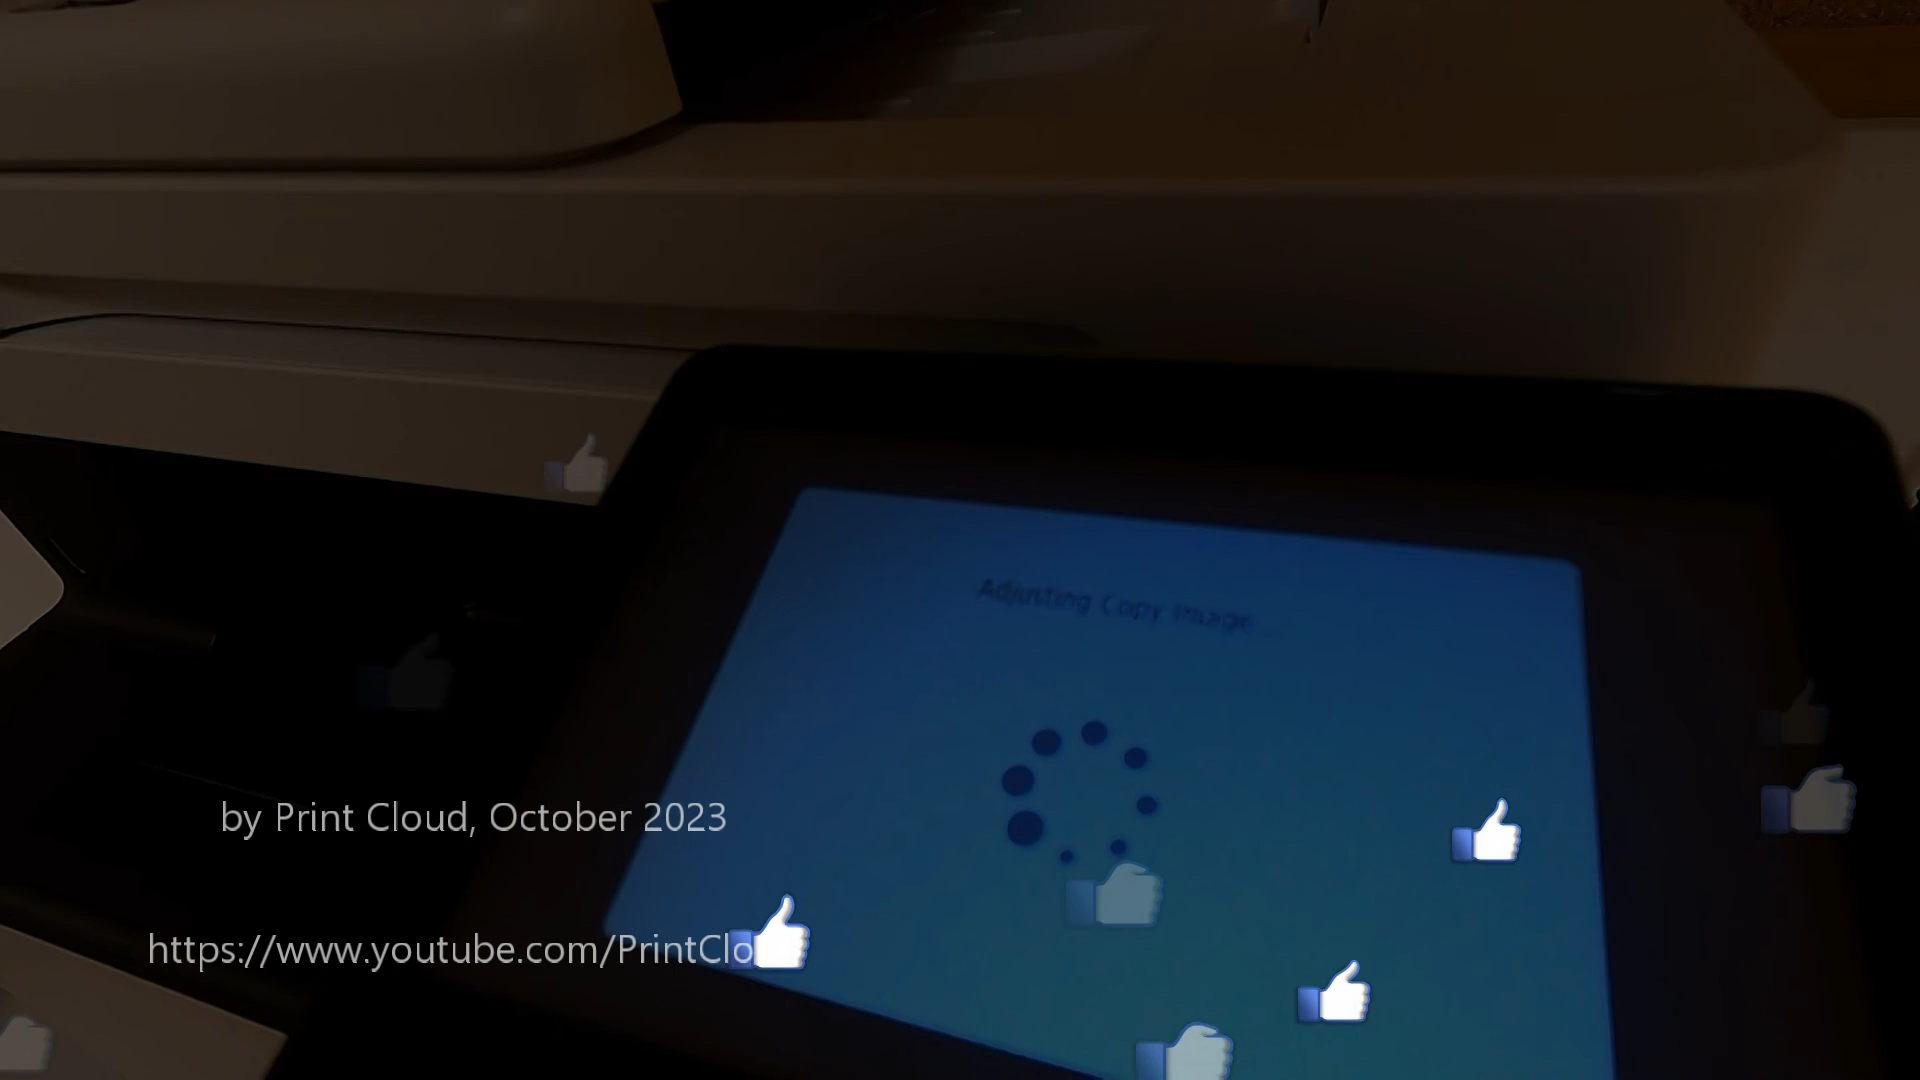 Adjusting Copy Image
by Print Cloud, October 2023
https://www.youtube.com/PrintClo